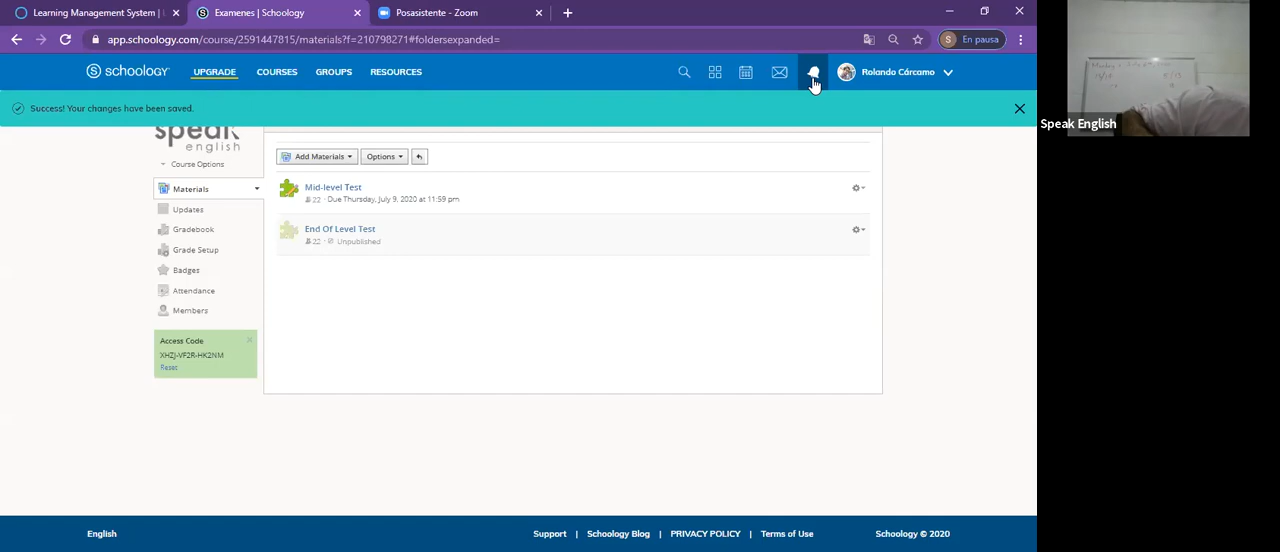 Learning Management System |
Examenes | Schoology
Posasistente - Zoom
app.schoology.com/course/2591447815/materials?f=210798271#foldersexpanded=
S
En pausa
S schoology
UPGRADE
COURSES
GROUPS
RESOURCES
Rolando Cárcamo
Success! Your changes have been saved.
speak
english
Course Options
Add Materials
Options
Materials
Updates
Gradebook
Grade Setup
Badges
Attendance
Members
Mid-level Test
22 · Due Thursday, July 9, 2020 at 11:59 pm
End Of Level Test
22 · Unpublished
Access Code
XHZJ-VF2R-HK2NM
Reset
English
Support | Schoology Blog | PRIVACY POLICY | Terms of Use
Schoology © 2020
Monday
Speak English